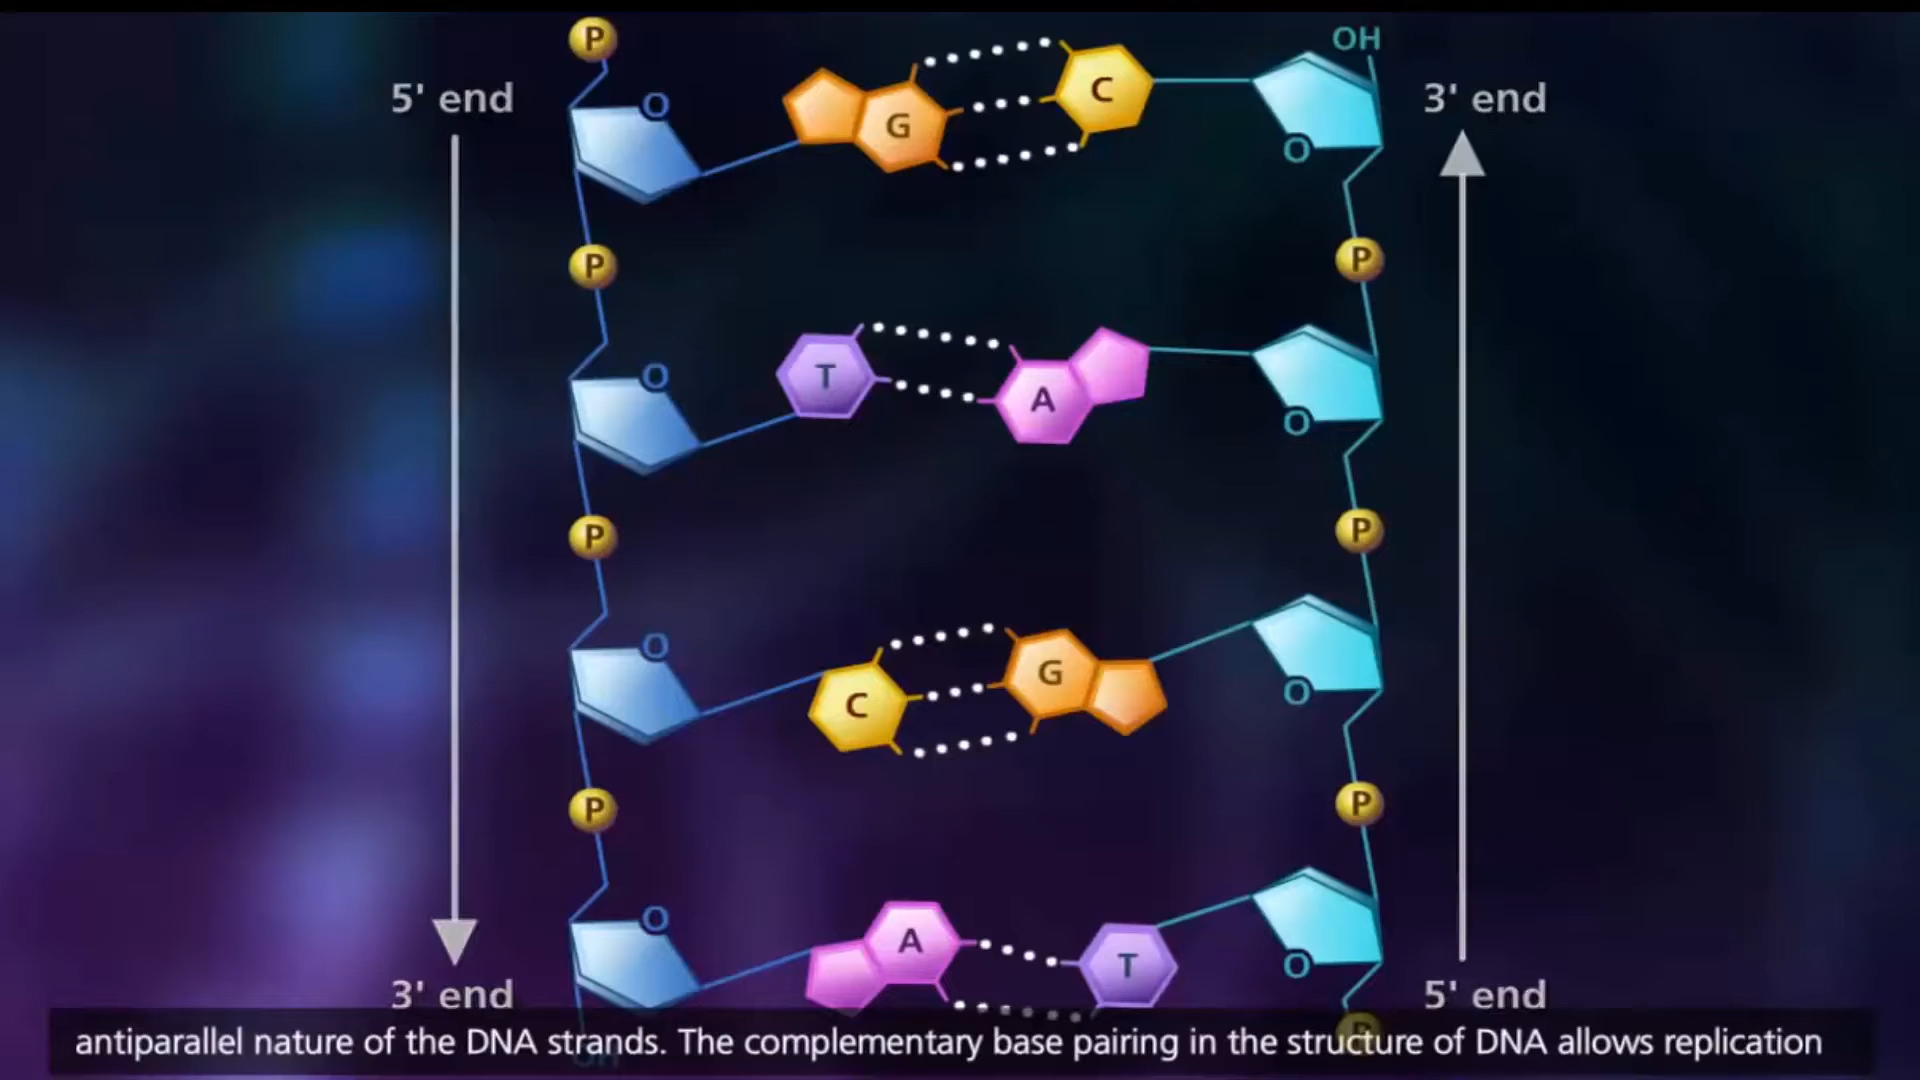 P
OH
5' end
O
G
C
O
3' end
P
P
O
T
A
O
P
P
O
C
G
O
P
P
O
A
T
O
3' end
5' end
P
antiparallel nature of the DNA strands. The complementary base pairing in the structure of DNA allows replication
OH